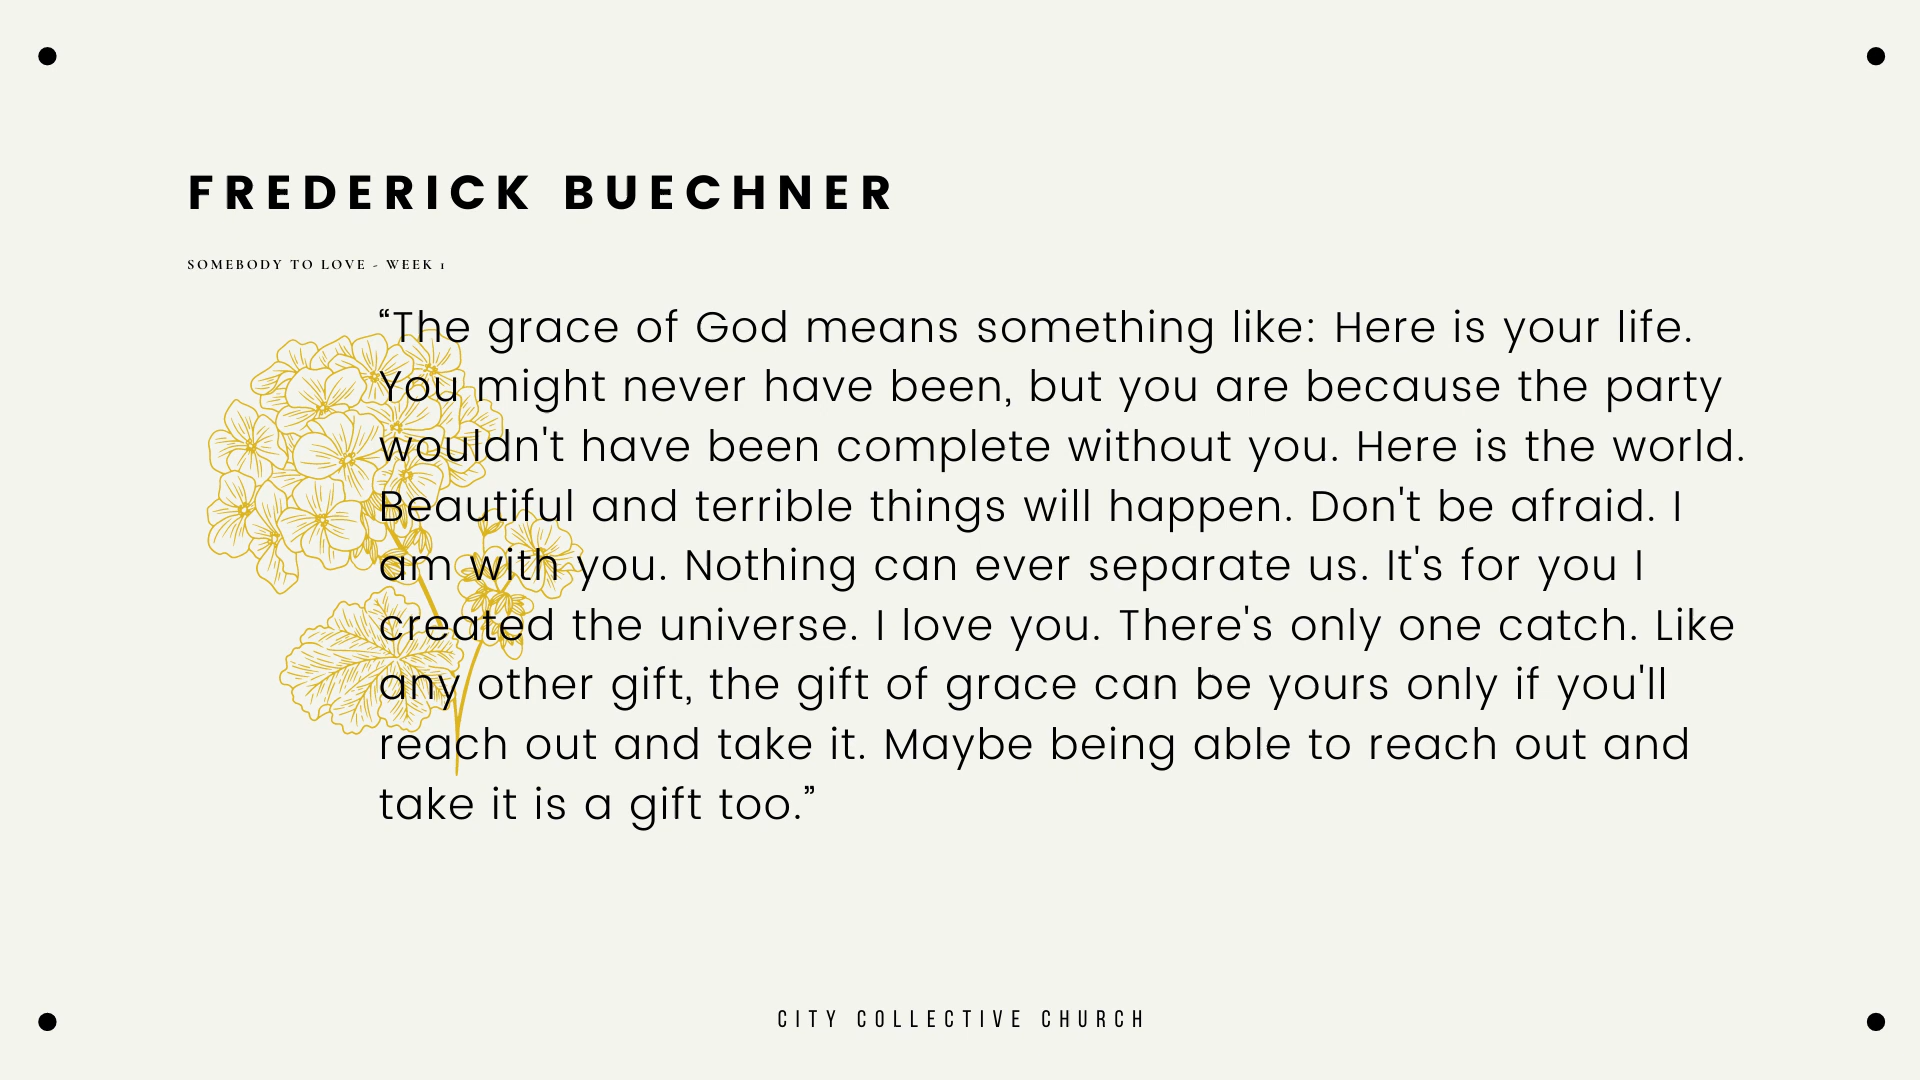 FREDERICK BUECHNER
SOMEBODY TO LOVE - WEEK 1
“The grace of God means something like: Here is your life.
You might never have been, but you are because the party
wouldn't have been complete without you. Here is the world.
Beautiful and terrible things will happen. Don't be afraid. I
am with you. Nothing can ever separate us. It's for you I
created the universe. I love you. There's only one catch. Like
any other gift, the gift of grace can be yours only if you'll
reach out and take it. Maybe being able to reach out and
take it is a gift too.”
CITY COLLECTIVE CHURCH